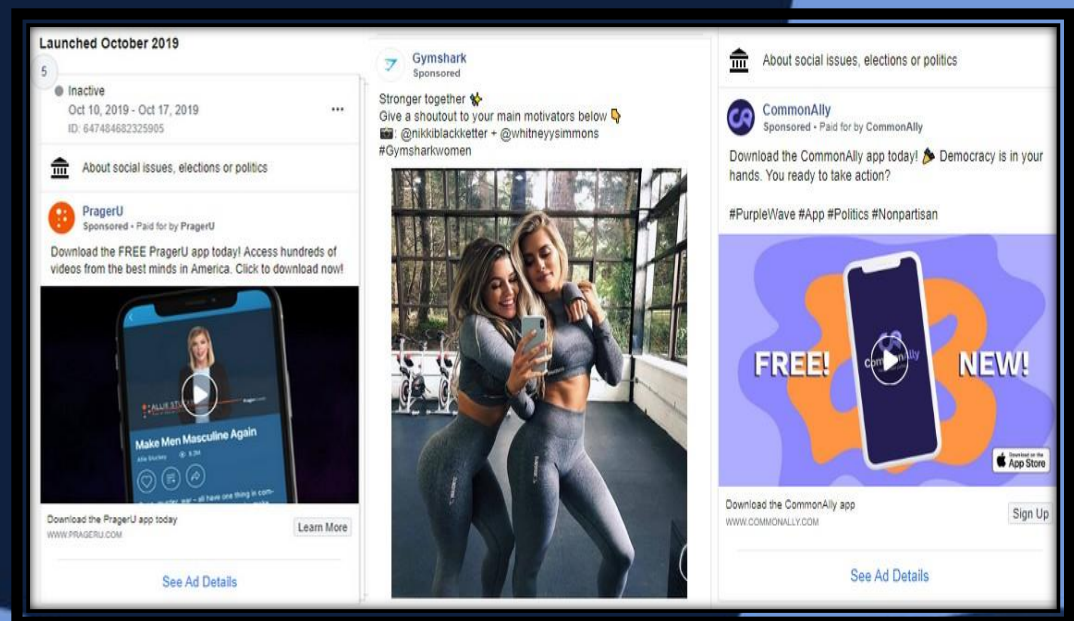 Launched October 2019
5
Inactive
Oct 10, 2019 - Oct 17, 2019
ID: 647484682325905
About social issues, elections or politics
PragerU
Sponsored • Paid for by PragerU
Download the FREE PragerU app today! Access hundreds of
videos from the best minds in America. Click to download now!
Make Men Masculine Again
Allie Stuckey
Download the PragerU app today
WWW.PRAGERU.COM
Learn More
See Ad Details
Gymshark
Sponsored
Stronger together ✨
Give a shoutout to your main motivators below 👇
📸: @nikkiblackketter + @whitneyysimmons
#Gymsharkwomen
About social issues, elections or politics
CommonAlly
Sponsored • Paid for by CommonAlly
Download the CommonAlly app today! 🎉 Democracy is in your
hands. You ready to take action?
#PurpleWave #App #Politics #Nonpartisan
FREE!
CommonAlly
NEW!
Download on the
App Store
Download the CommonAlly app
WWW.COMMONALLY.COM
Sign Up
See Ad Details